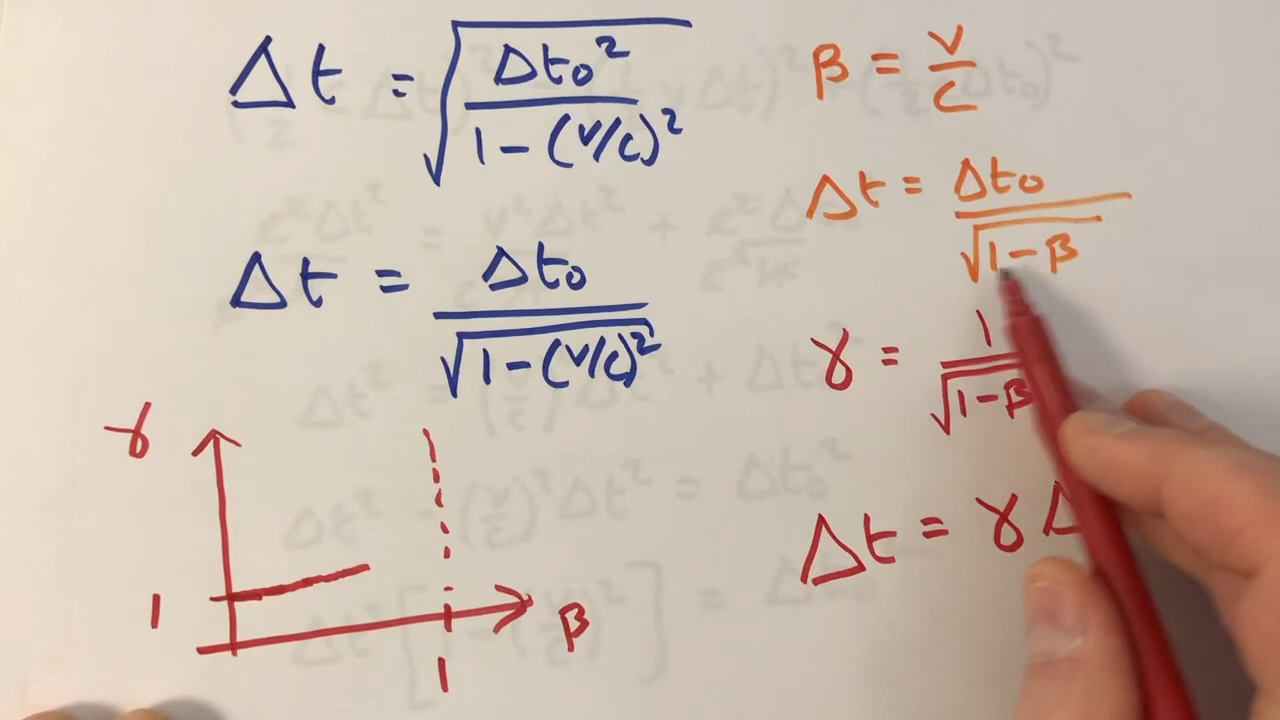 Δt = √(Δt₀² / 1 − (v/c)²)
Δt = Δt₀ / √(1 − (v/c)²)
β = v/c
Δt = Δt₀ / √(1 − β)
γ = 1 / √(1 − β
Δt = γ Δ
γ
1
β
1